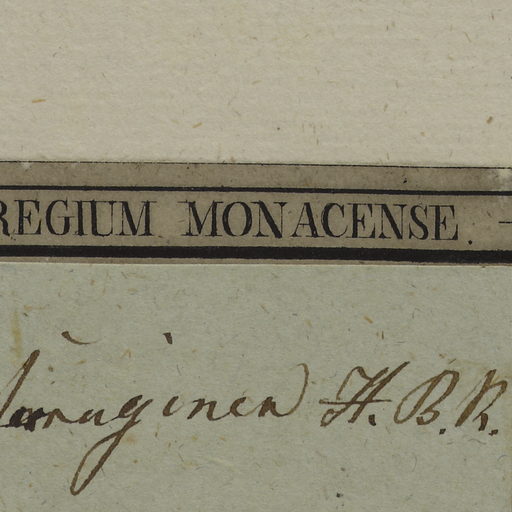 REGIUM MONACENSE.
H. B. R.